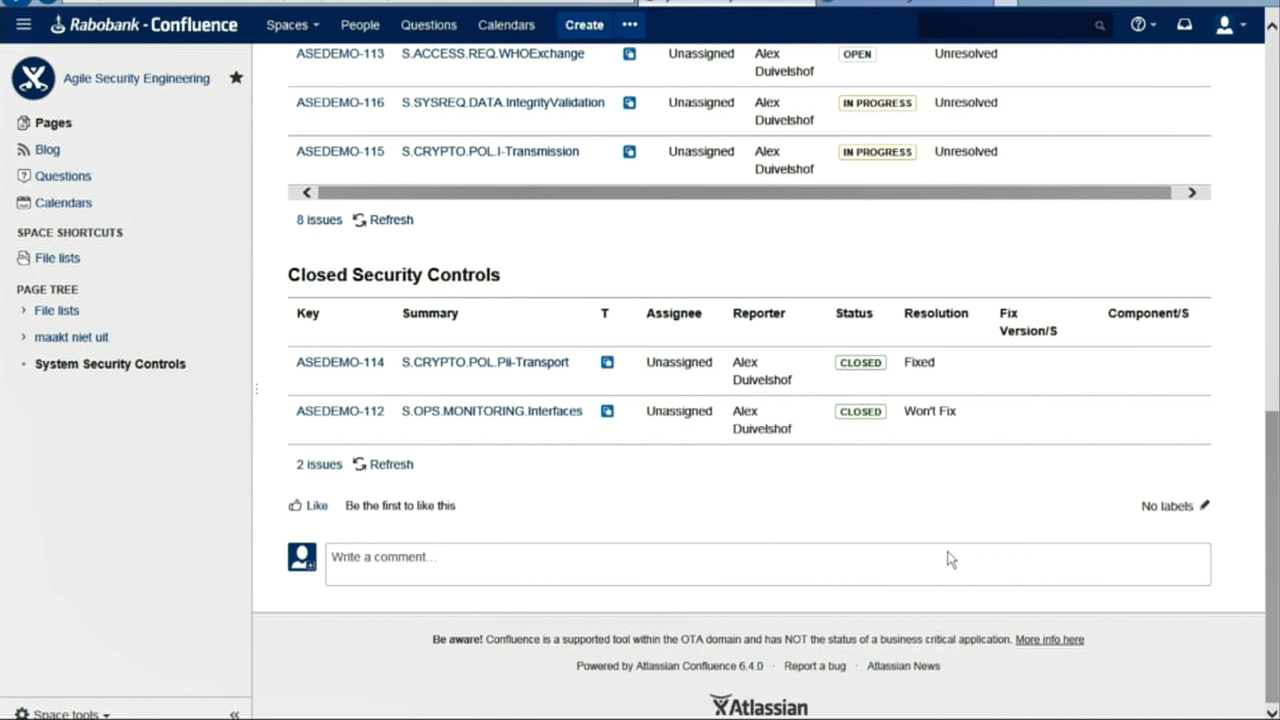 Rabobank - Confluence Spaces People Questions Calendars Create •••
Agile Security Engineering
Pages
Blog
Questions
Calendars
SPACE SHORTCUTS
File lists
PAGE TREE
File lists
maakt niet uit
System Security Controls
Space tools
ASEDEMO-113 S.ACCESS.REQ.WHOExchange Unassigned Alex Duivelshof OPEN Unresolved
ASEDEMO-116 S.SYSREQ.DATA.IntegrityValidation Unassigned Alex Duivelshof IN PROGRESS Unresolved
ASEDEMO-115 S.CRYPTO.POL.I-Transmission Unassigned Alex Duivelshof IN PROGRESS Unresolved
8 issues Refresh
Closed Security Controls
Key Summary T Assignee Reporter Status Resolution Fix Version/S Component/S
ASEDEMO-114 S.CRYPTO.POL.Pii-Transport Unassigned Alex Duivelshof CLOSED Fixed
ASEDEMO-112 S.OPS.MONITORING.Interfaces Unassigned Alex Duivelshof CLOSED Won't Fix
2 issues Refresh
Like Be the first to like this No labels
Write a comment...
Be aware! Confluence is a supported tool within the OTA domain and has NOT the status of a business critical application. More info here
Powered by Atlassian Confluence 6.4.0 · Report a bug · Atlassian News
Atlassian